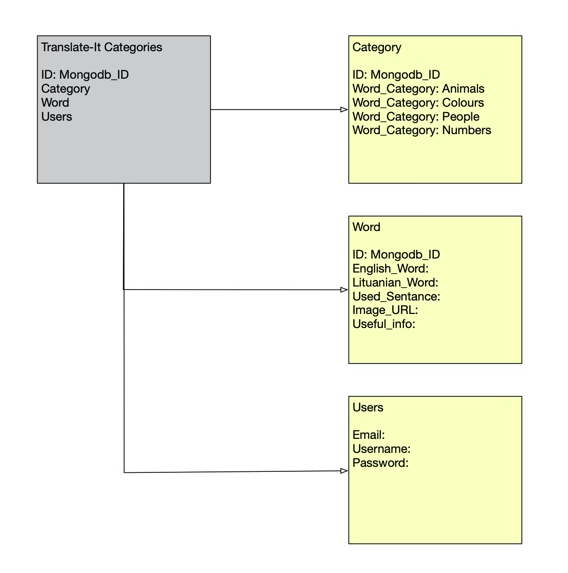 Translate-It Categories
ID: Mongodb_ID
Category
Word
Users
Category
ID: Mongodb_ID
Word_Category: Animals
Word_Category: Colours
Word_Category: People
Word_Category: Numbers
Word
ID: Mongodb_ID
English_Word:
Lituanian_Word:
Used_Sentance:
Image_URL:
Useful_info:
Users
Email:
Username:
Password: